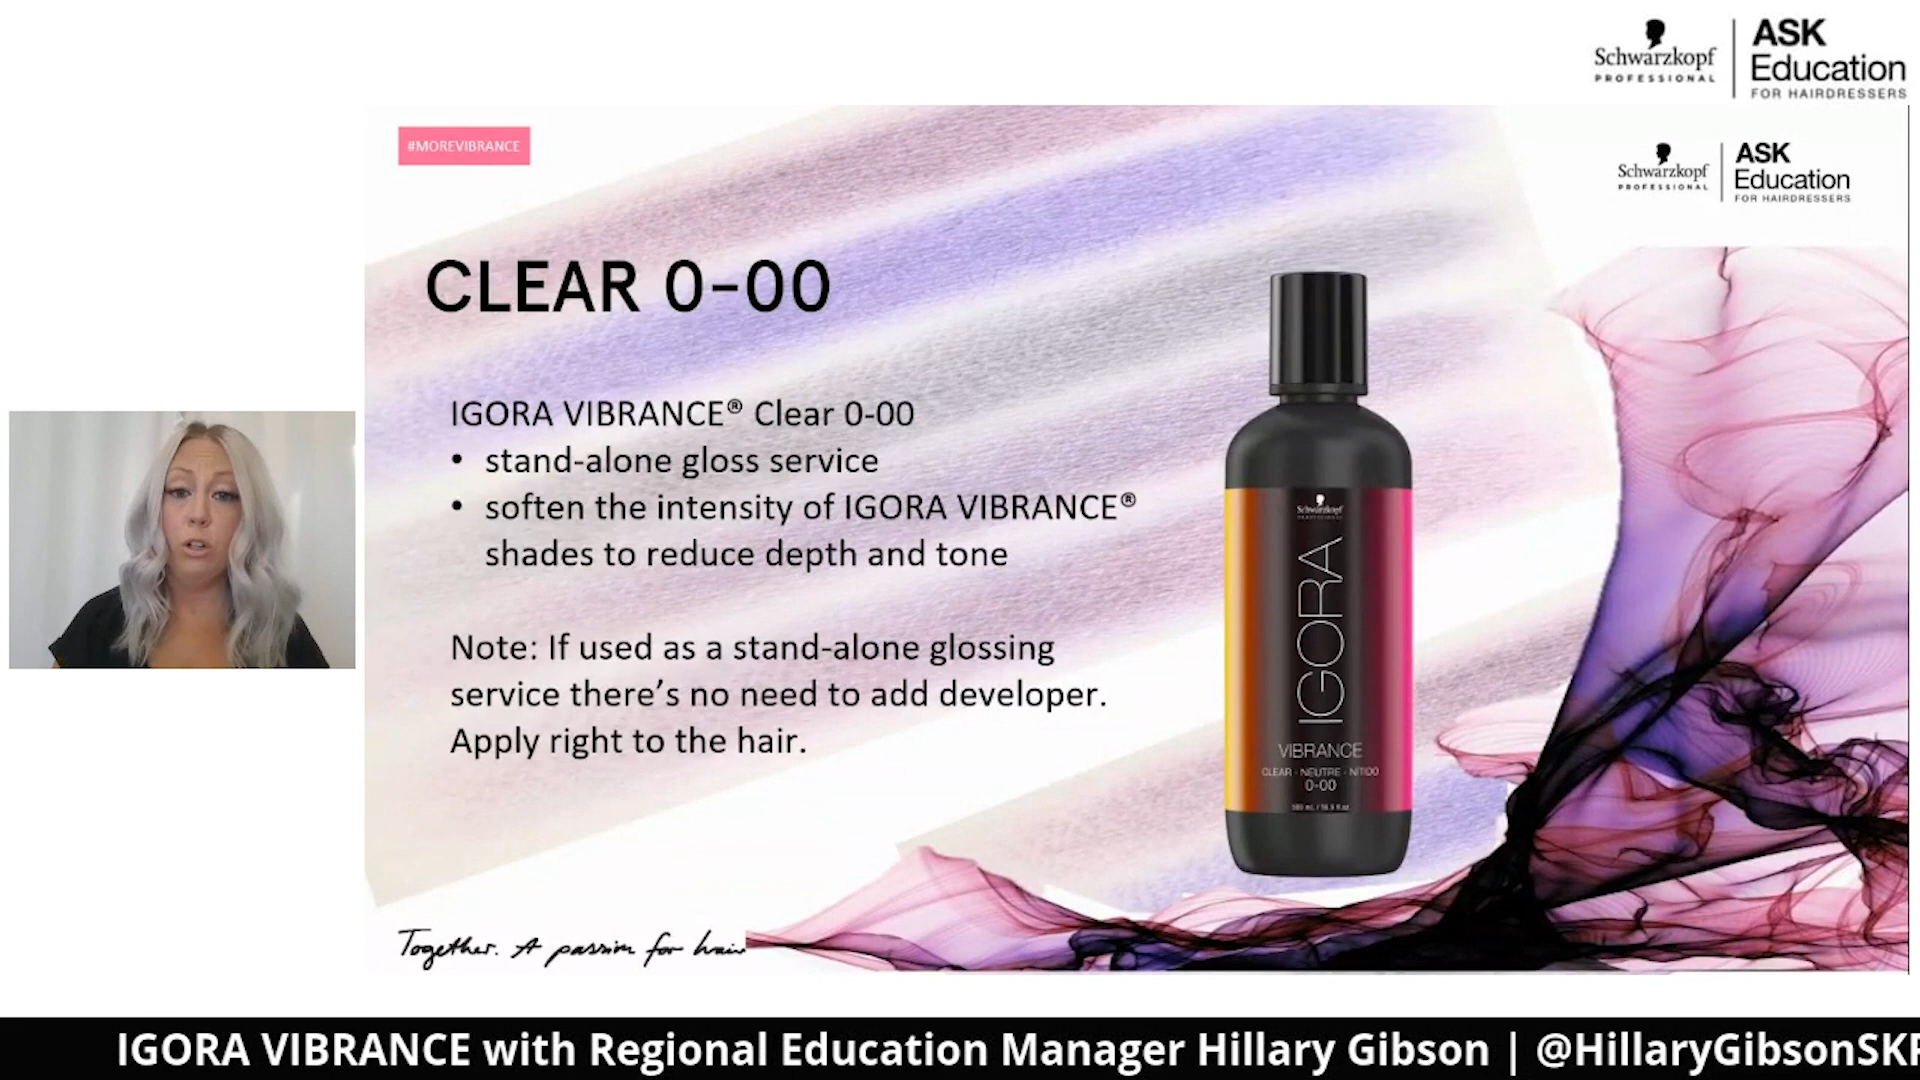 Schwarzkopf
PROFESSIONAL
ASK
Education
FOR HAIRDRESSERS
#MOREVIBRANCE
Schwarzkopf
PROFESSIONAL
ASK
Education
FOR HAIRDRESSERS
CLEAR 0-00
IGORA VIBRANCE® Clear 0-00
• stand-alone gloss service
• soften the intensity of IGORA VIBRANCE®
shades to reduce depth and tone
Note: If used as a stand-alone glossing
service there’s no need to add developer.
Apply right to the hair.
Schwarzkopf
PROFESSIONAL
IGORA
VIBRANCE
CLEAR · NEUTRE · NITIDO
0-00
Together. A passion for hair
IGORA VIBRANCE with Regional Education Manager Hillary Gibson | @HillaryGibsonSKP